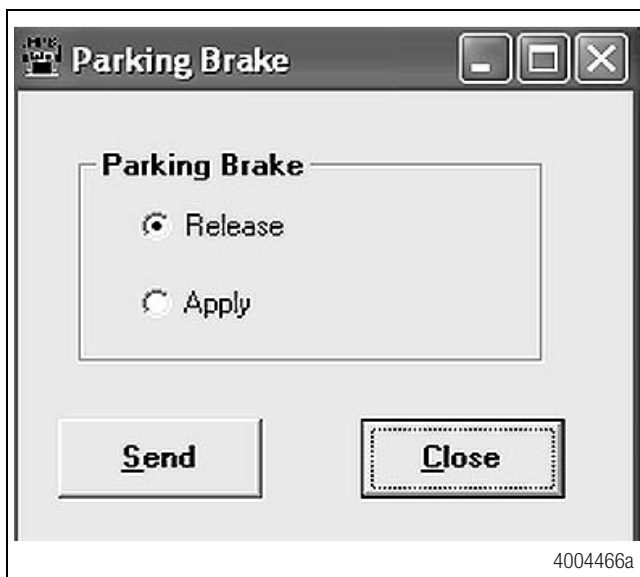 Parking Brake
Parking Brake
Release
Apply
Send
Close
4004466a